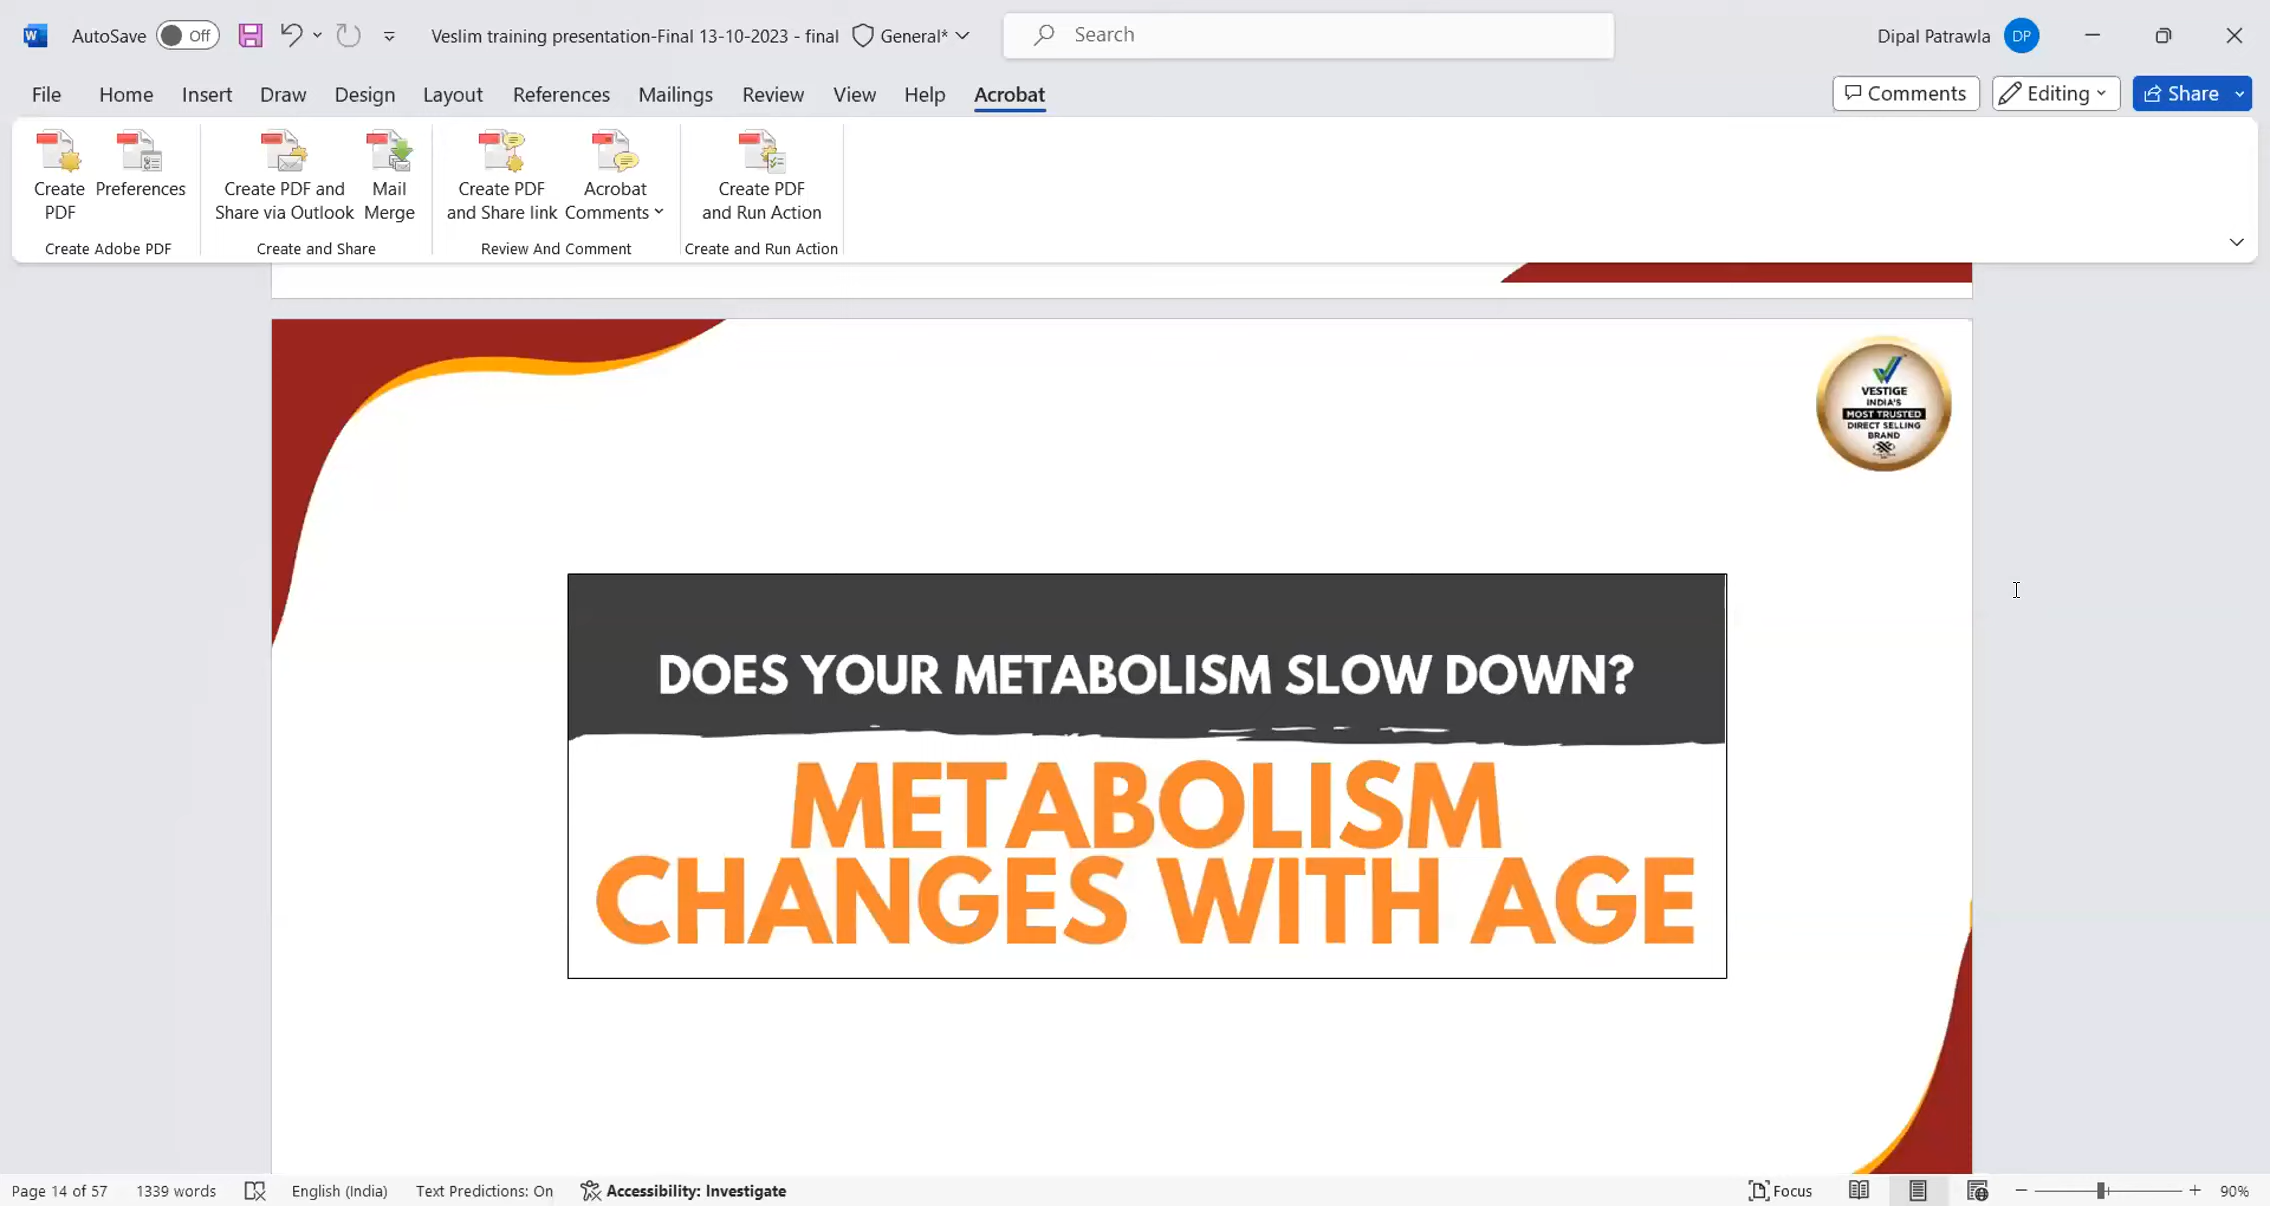 AutoSave Off Veslim training presentation-Final 13-10-2023 - final General* Search Dipal Patrawla DP
File Home Insert Draw Design Layout References Mailings Review View Help Acrobat Comments Editing Share
Create PDF
Preferences
Create PDF and Share via Outlook
Mail Merge
Create PDF and Share link
Acrobat Comments
Create PDF and Run Action
Create Adobe PDF Create and Share Review And Comment Create and Run Action
VESTIGE
INDIA'S
MOST TRUSTED
DIRECT SELLING
BRAND
DOES YOUR METABOLISM SLOW DOWN?
METABOLISM
CHANGES WITH AGE
Page 14 of 57 1339 words English (India) Text Predictions: On Accessibility: Investigate Focus 90%